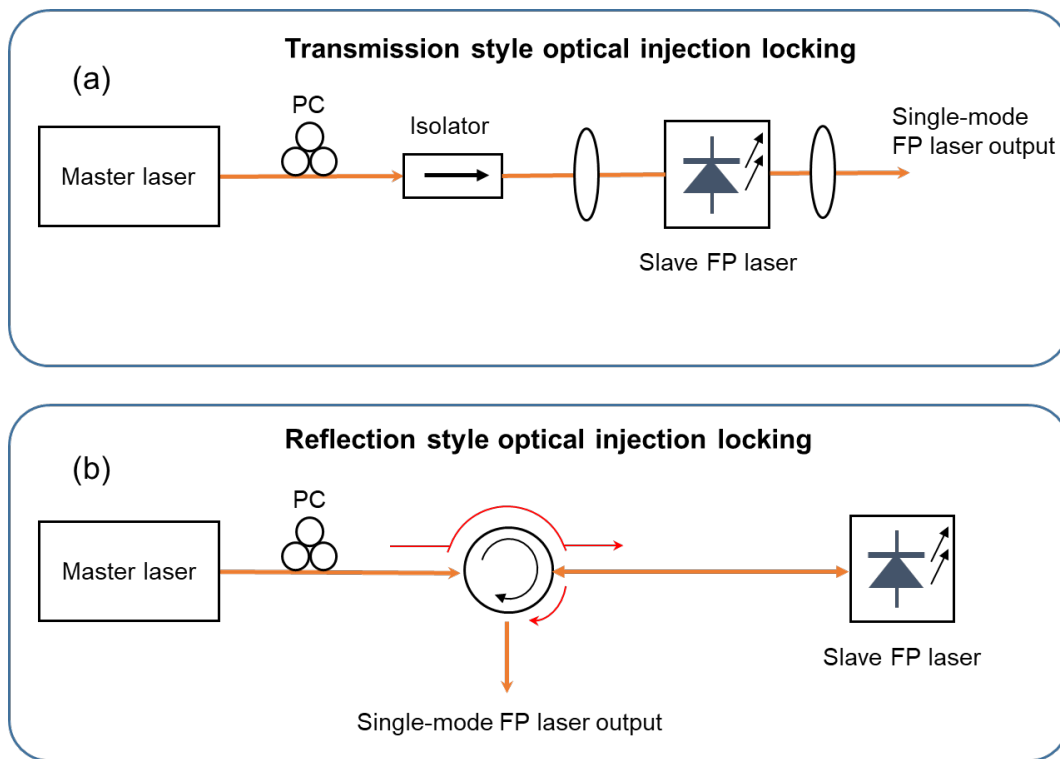 Transmission style optical injection locking
(a)
PC
Isolator
Single-mode
FP laser output
Master laser
Slave FP laser
Reflection style optical injection locking
(b)
PC
Master laser
Slave FP laser
Single-mode FP laser output